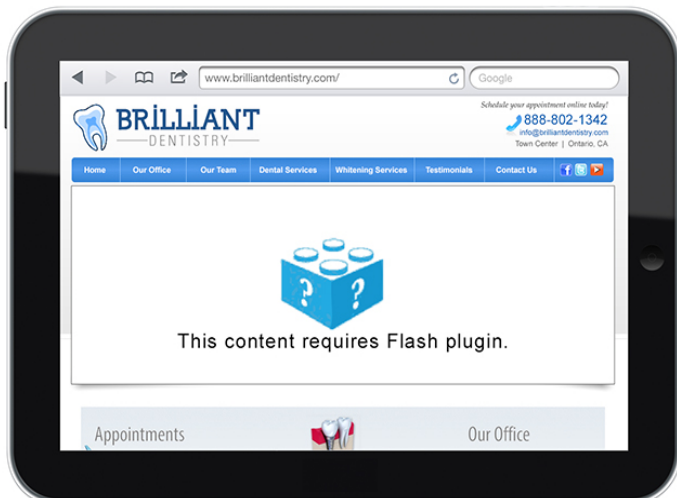 www.brilliantdentistry.com/
Google
BRiLLiANT
DENTISTRY
Schedule your appointment online today!
888-802-1342
info@brilliantdentistry.com
Town Center | Ontario, CA
Home Our Office Our Team Dental Services Whitening Services Testimonials Contact Us
? ?
This content requires Flash plugin.
Appointments
Our Office